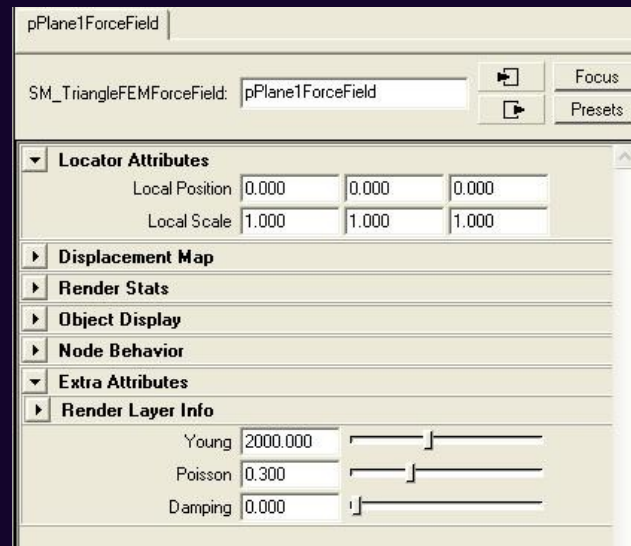 pPlane1ForceField
SM_TriangleFEMForceField: pPlane1ForceField
Focus
Presets
Locator Attributes
Local Position 0.000 0.000 0.000
Local Scale 1.000 1.000 1.000
Displacement Map
Render Stats
Object Display
Node Behavior
Extra Attributes
Render Layer Info
Young 2000.000
Poisson 0.300
Damping 0.000